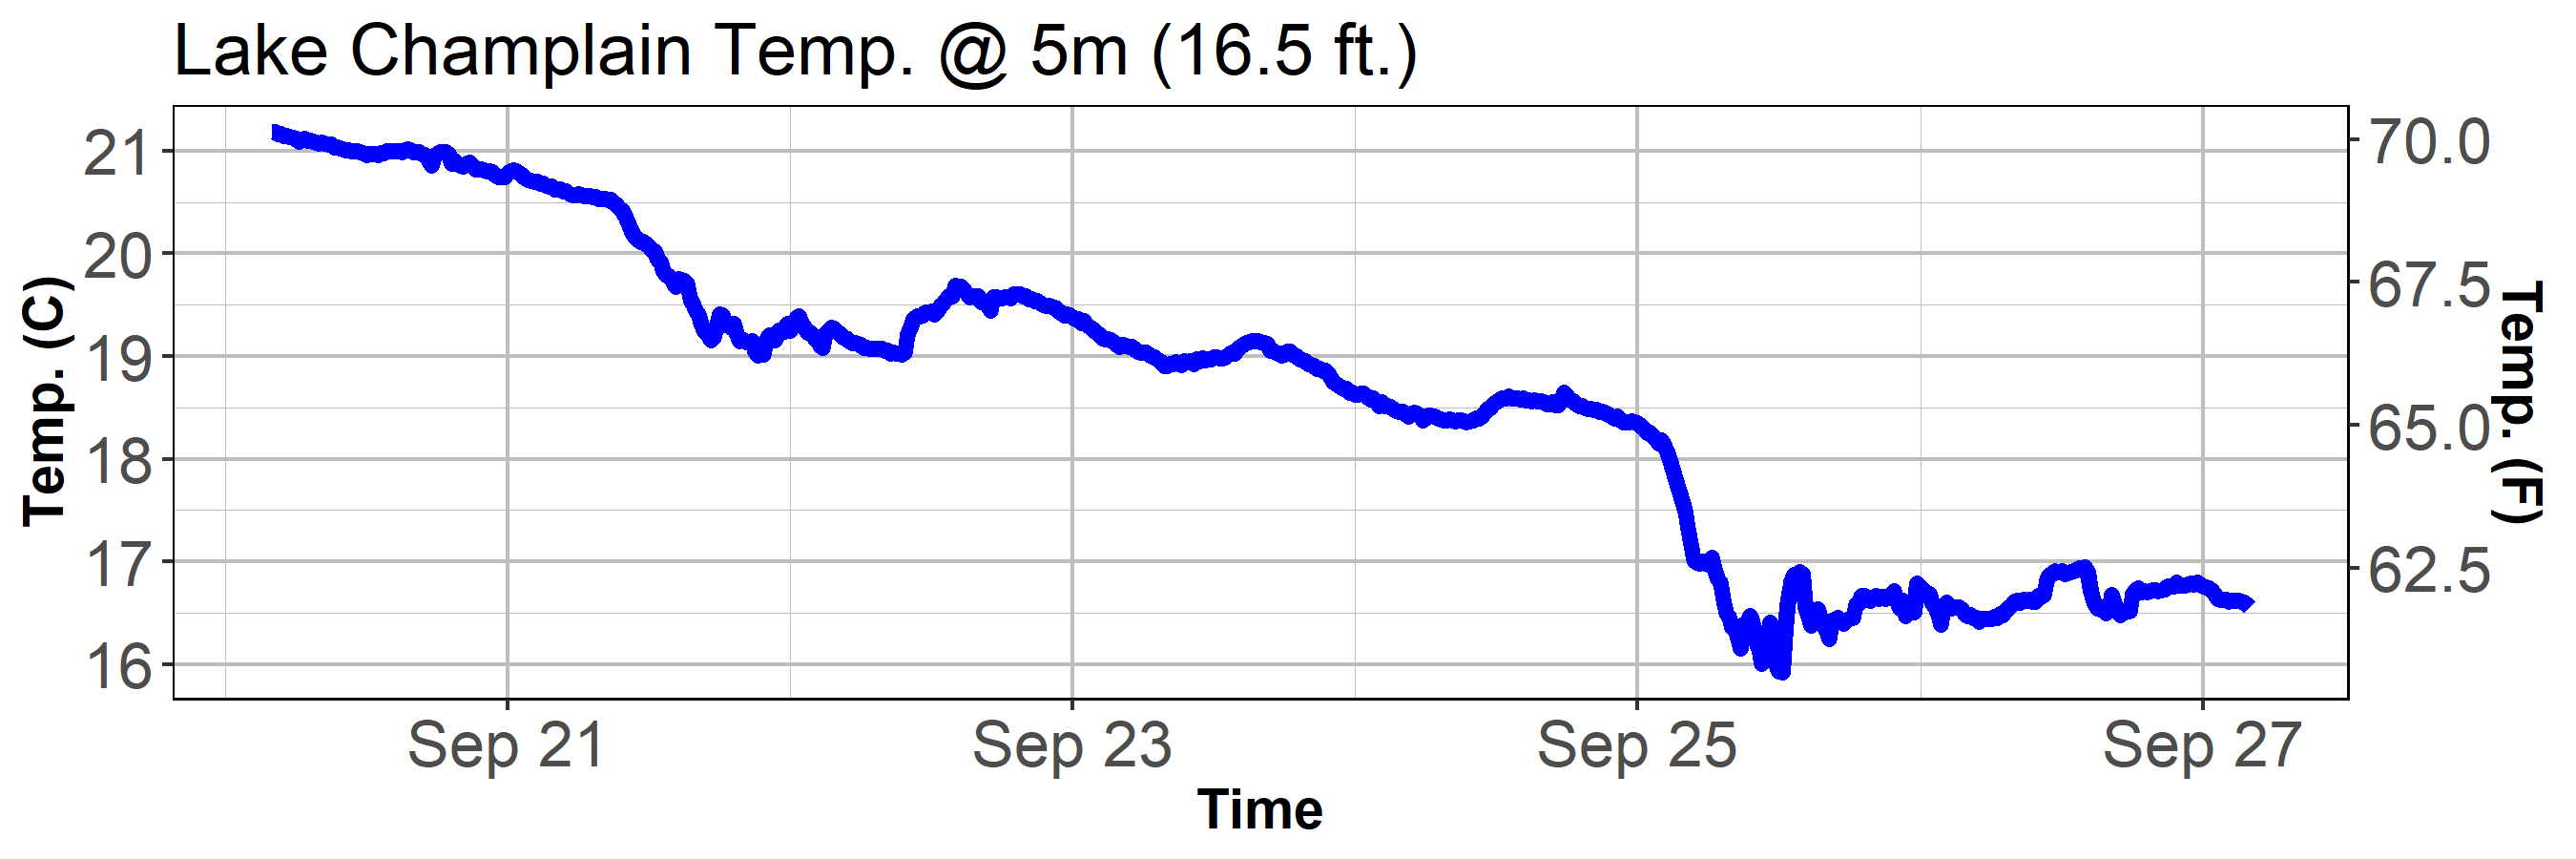 Lake Champlain Temp. @ 5m (16.5 ft.)
Temp. (C)
21
20
19
18
17
16
70.0
67.5
65.0
62.5
Temp. (F)
Sep 21 Sep 23 Sep 25 Sep 27
Time